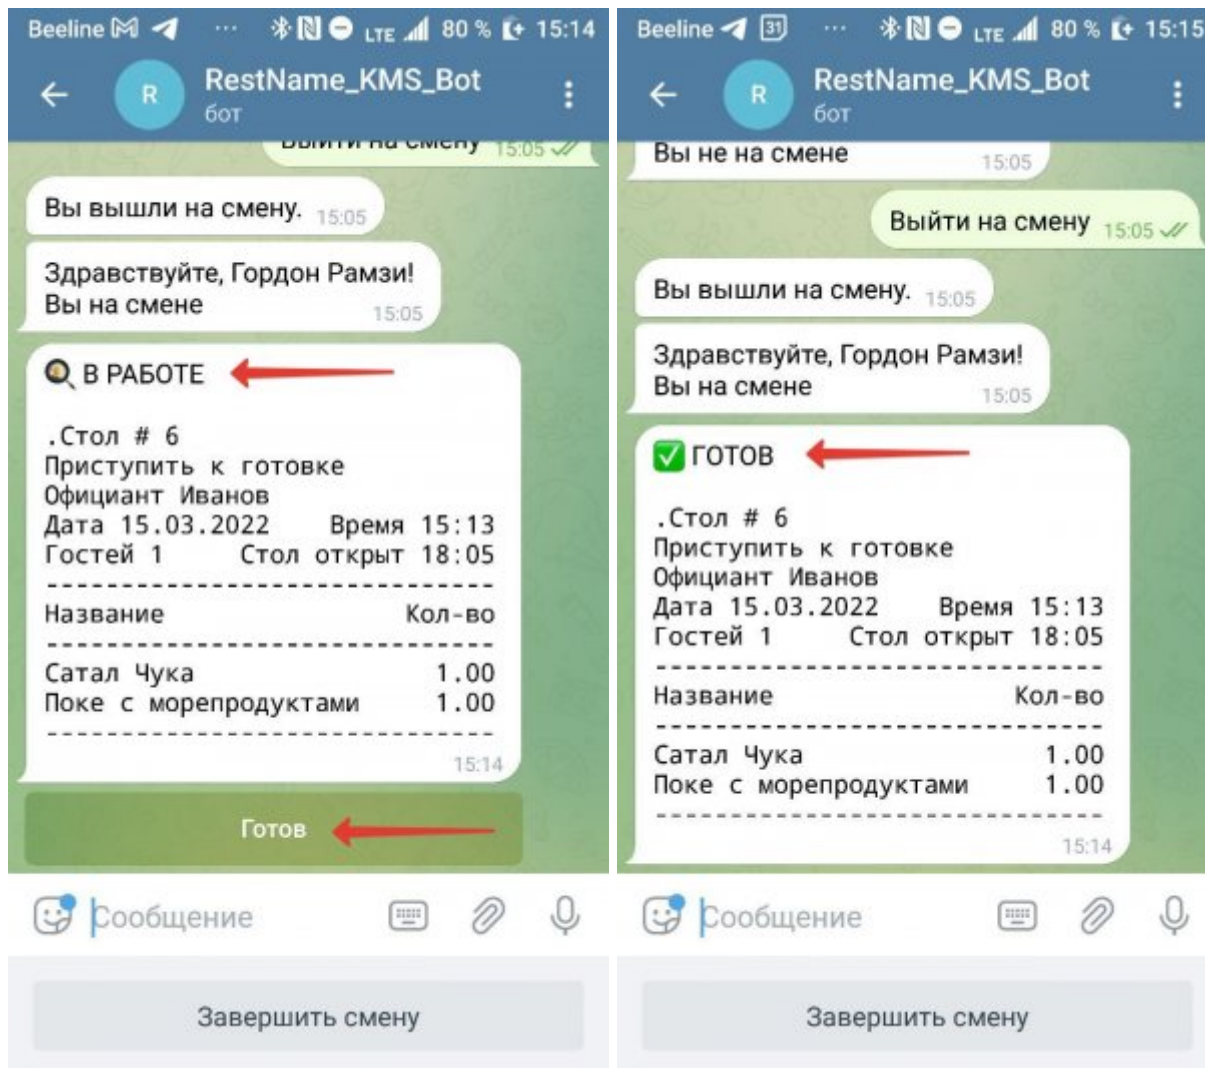 Beeline ... LTE 80 % 15:14
RestName_KMS_Bot
R
бот
Выйти на смену 15:05
Вы вышли на смену. 15:05
Здравствуйте, Гордон Рамзи!
Вы на смене 15:05
В РАБОТЕ
.Стол # 6
Приступить к готовке
Официант Иванов
Дата 15.03.2022 Время 15:13
Гостей 1 Стол открыт 18:05
------------------------------
Название Кол-во
------------------------------
Сатал Чука 1.00
Поке с морепродуктами 1.00
------------------------------
15:14
Готов
Сообщение
Завершить смену
Beeline 31 ... LTE 80 % 15:15
RestName_KMS_Bot
R
бот
Вы не на смене 15:05
Выйти на смену 15:05
Вы вышли на смену. 15:05
Здравствуйте, Гордон Рамзи!
Вы на смене 15:05
ГОТОВ
.Стол # 6
Приступить к готовке
Официант Иванов
Дата 15.03.2022 Время 15:13
Гостей 1 Стол открыт 18:05
------------------------------
Название Кол-во
------------------------------
Сатал Чука 1.00
Поке с морепродуктами 1.00
------------------------------
15:14
Сообщение
Завершить смену